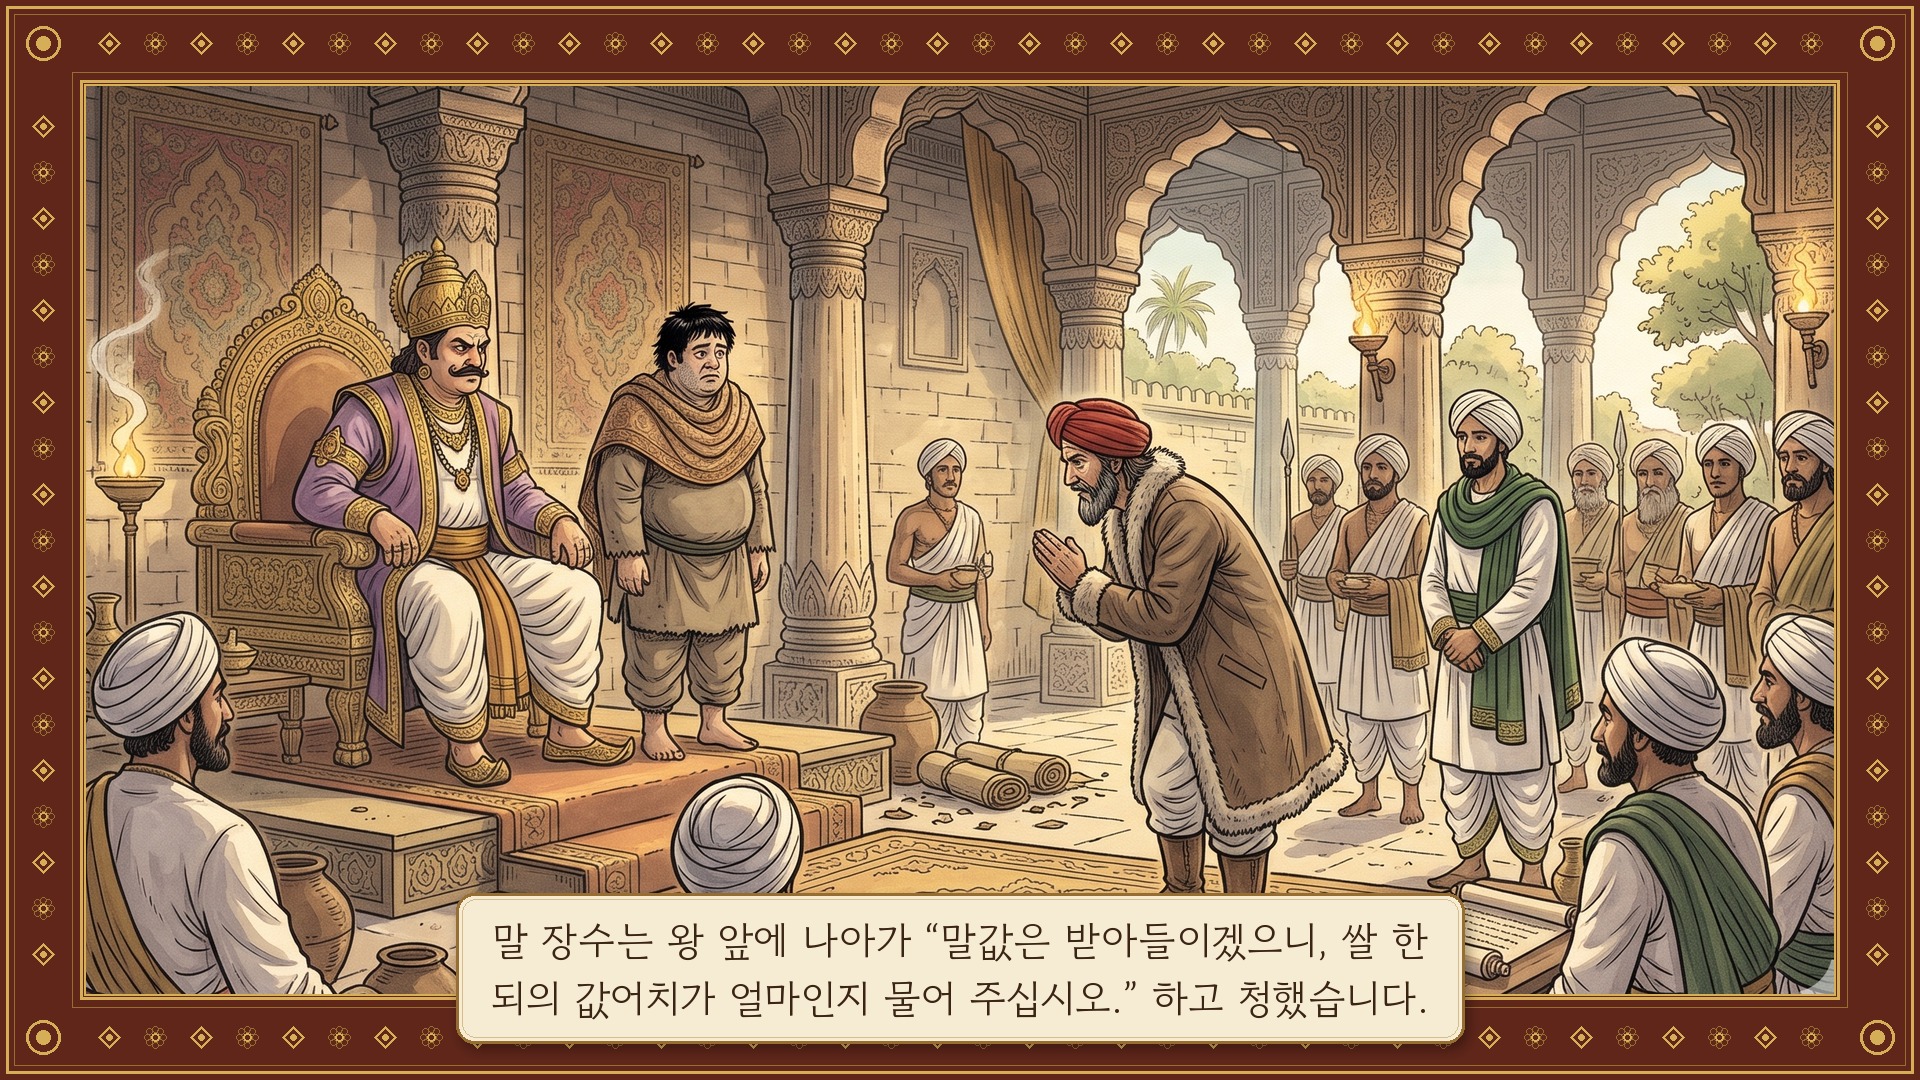 말 장수는 왕 앞에 나아가 “말값은 받아들이겠으니, 쌀 한
되의 값어치가 얼마인지 물어 주십시오.” 하고 청했습니다.